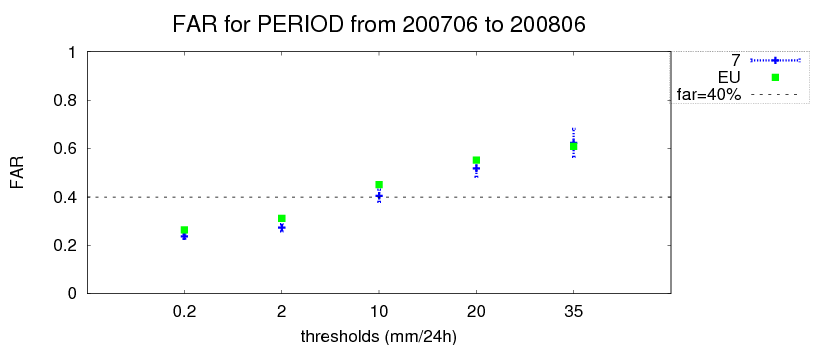 FAR for PERIOD from 200706 to 200806
7
EU
far=40%
1
0.8
0.6
0.4
0.2
0
FAR
0.2 2 10 20 35
thresholds (mm/24h)